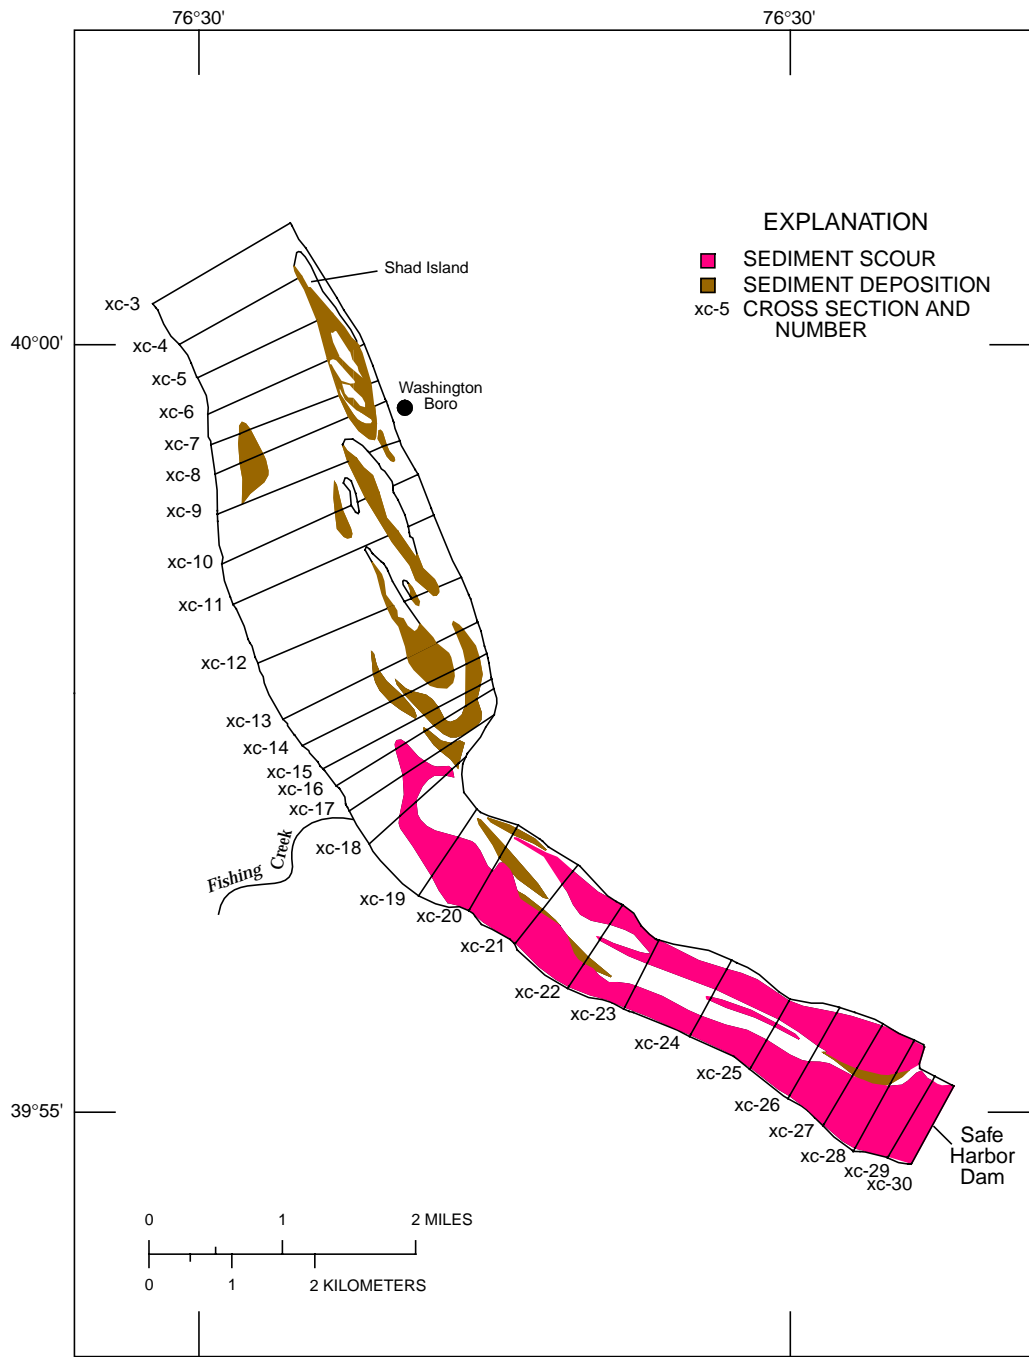 76°30'
76°30'
EXPLANATION
SEDIMENT SCOUR
SEDIMENT DEPOSITION
xc-5 CROSS SECTION AND
NUMBER
Shad Island
xc-3
40°00'
xc-4
xc-5
Washington
Boro
xc-6
xc-7
xc-8
xc-9
xc-10
xc-11
xc-12
xc-13
xc-14
xc-15
xc-16
xc-17
Fishing Creek
xc-18
xc-19
xc-20
xc-21
xc-22
xc-23
xc-24
xc-25
xc-26
39°55'
xc-27
xc-28
xc-29
xc-30
Safe
Harbor
Dam
0 1 2 MILES
0 1 2 KILOMETERS